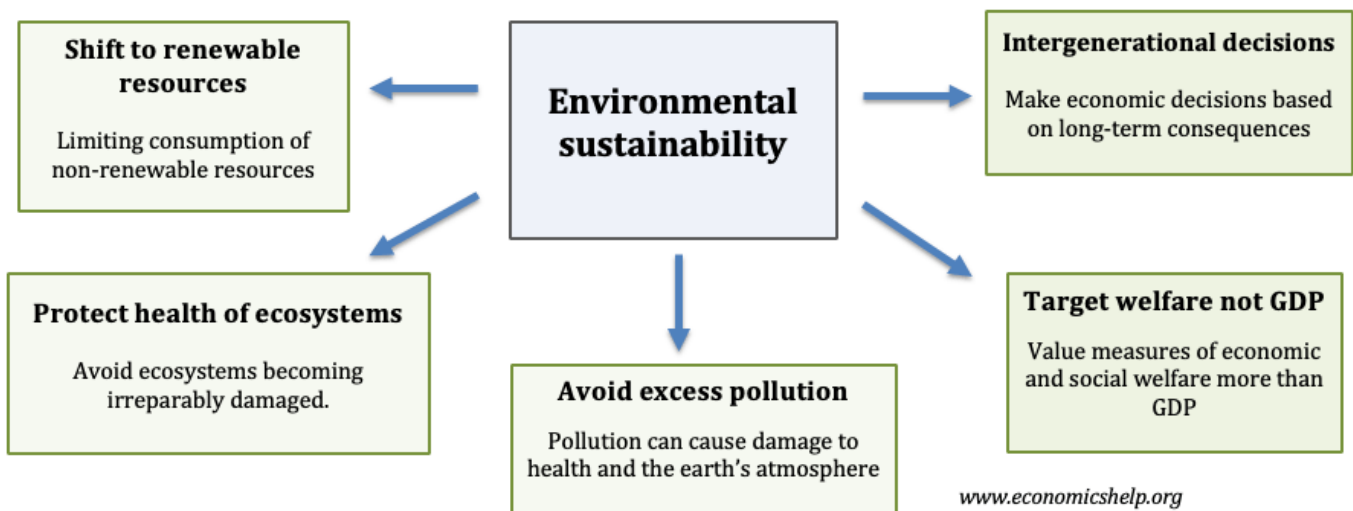 Shift to renewable
resources
Limiting consumption of
non-renewable resources
Environmental
sustainability
Intergenerational decisions
Make economic decisions based
on long-term consequences
Protect health of ecosystems
Avoid ecosystems becoming
irreparably damaged.
Avoid excess pollution
Pollution can cause damage to
health and the earth's atmosphere
Target welfare not GDP
Value measures of economic
and social welfare more than
GDP
www.economicshelp.org